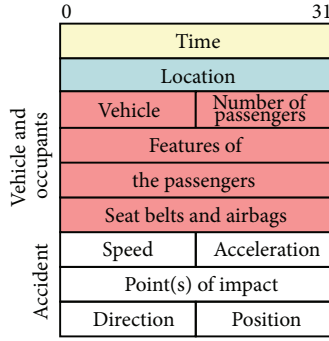 0 31
Time
Location
Vehicle Number of passengers
Features of
the passengers
Seat belts and airbags
Speed Acceleration
Point(s) of impact
Direction Position
Vehicle and
occupants
Accident